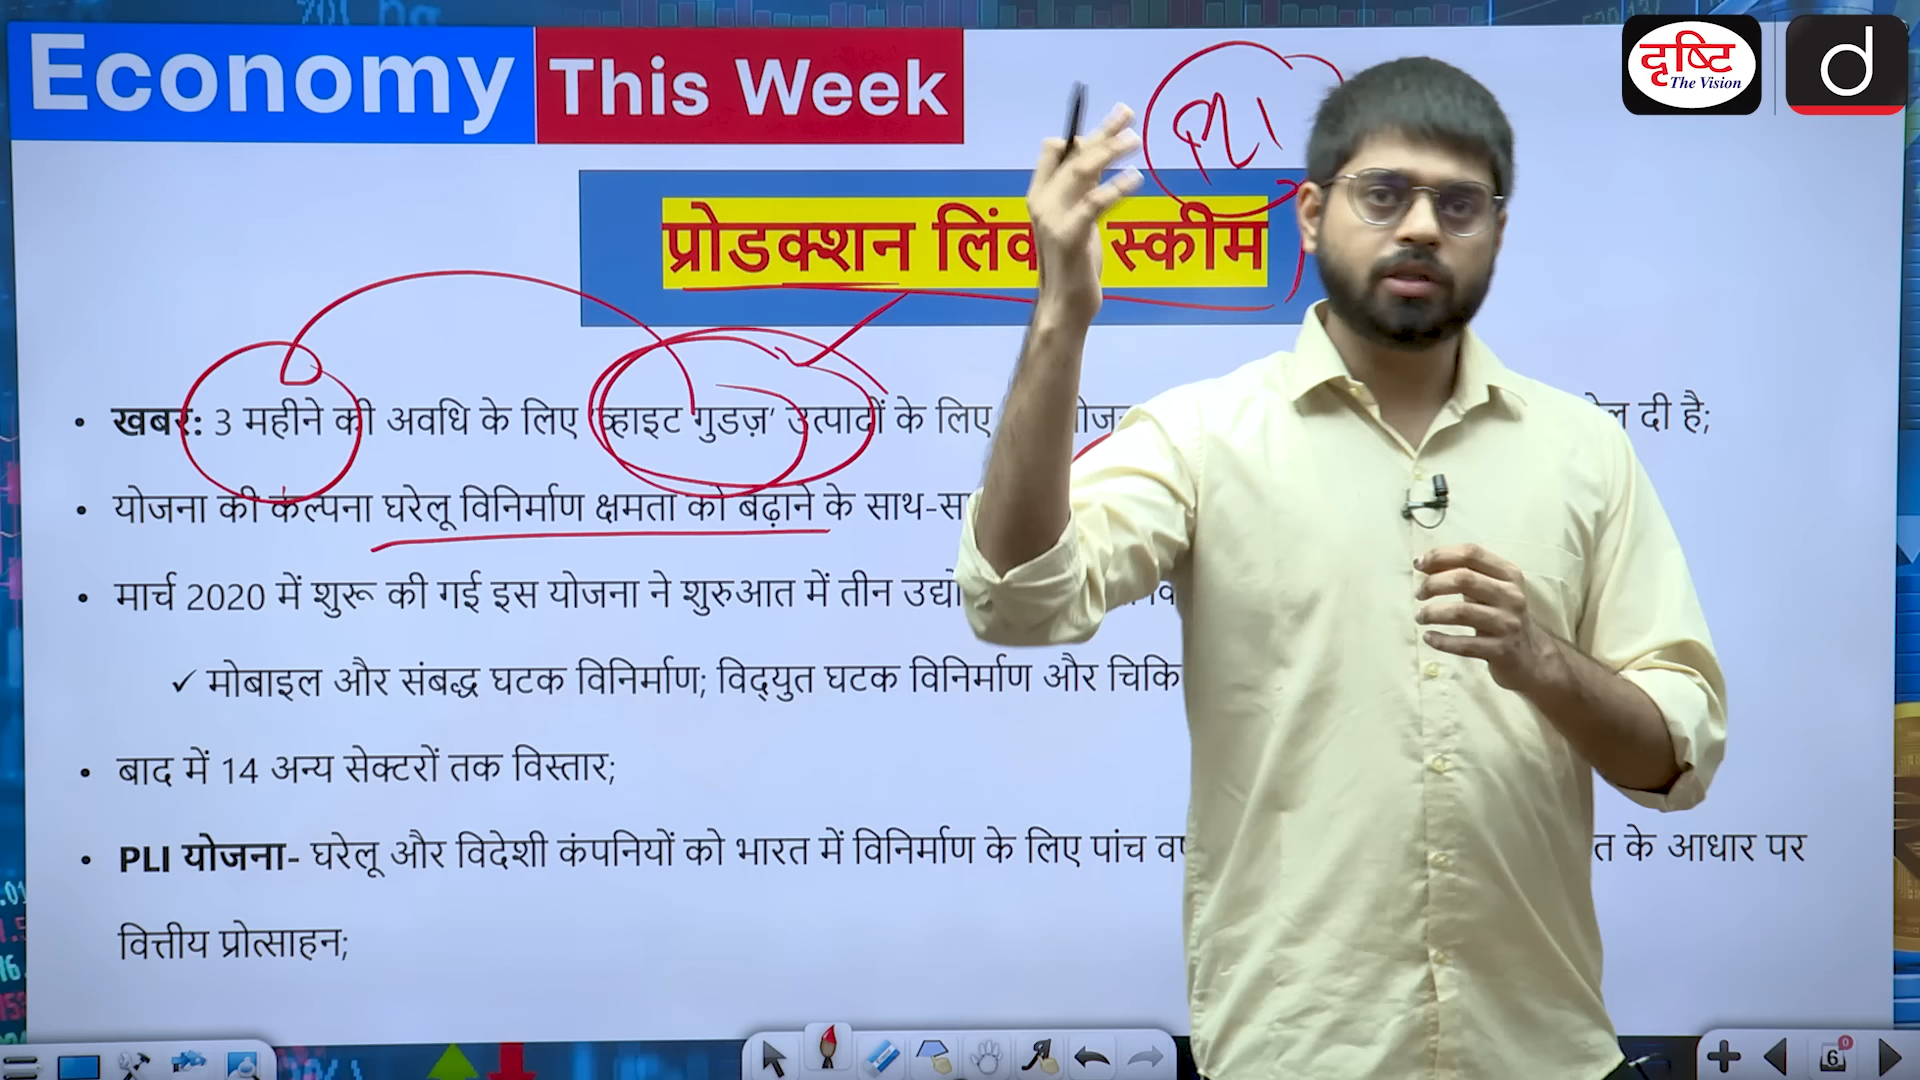 Economy This Week
दृष्टि
The Vision
d
प्रोडक्शन लिंक स्कीम
• खबर: 3 महीने की अवधि के लिए 'व्हाइट गुडज़' उत्पादों के लिए दी है;
• योजना की कल्पना घरेलू विनिर्माण क्षमता को बढ़ाने के साथ-
• मार्च 2020 में शुरू की गई इस योजना ने शुरुआत में तीन
✓ मोबाइल और संबद्ध घटक विनिर्माण; विद्युत घटक विनिर्माण और
• बाद में 14 अन्य सेक्टरों तक विस्तार;
• PLI योजना- घरेलू और विदेशी कंपनियों को भारत में विनिर्माण के लिए पांच के आधार पर
वित्तीय प्रोत्साहन;
6